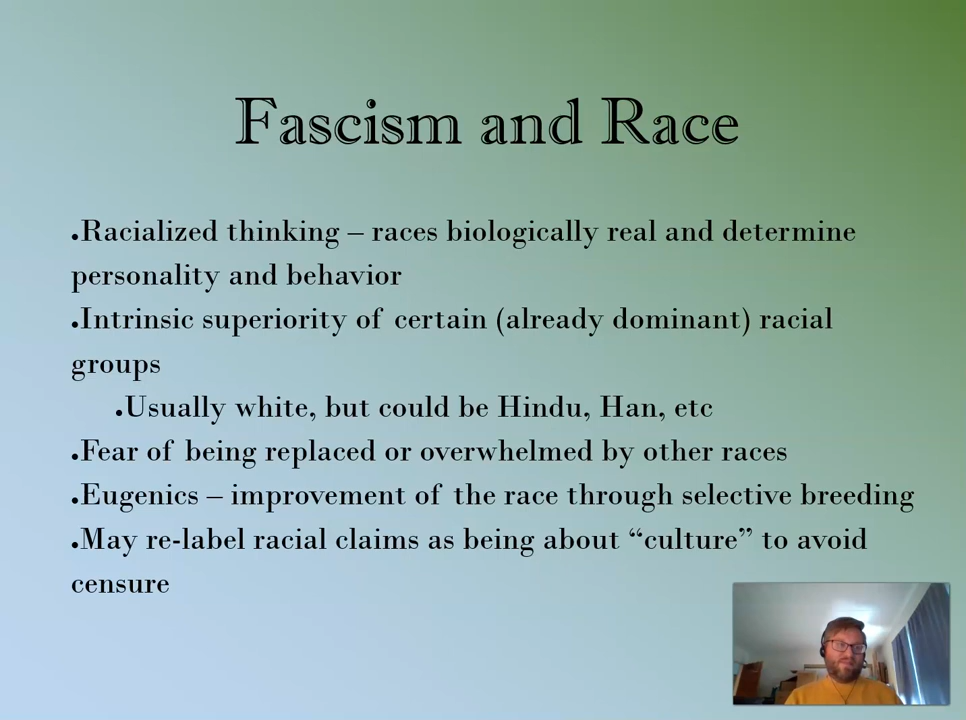 Fascism and Race
.Racialized thinking – races biologically real and determine
personality and behavior
.Intrinsic superiority of certain (already dominant) racial
groups
.Usually white, but could be Hindu, Han, etc
.Fear of being replaced or overwhelmed by other races
.Eugenics – improvement of the race through selective breeding
.May re-label racial claims as being about “culture” to avoid
censure